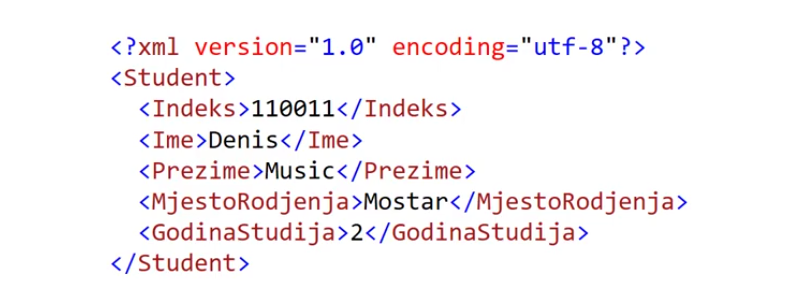 <?xml version="1.0" encoding="utf-8"?>
<Student>
<Indeks>110011</Indeks>
<Ime>Denis</Ime>
<Prezime>Music</Prezime>
<MjestoRodjenja>Mostar</MjestoRodjenja>
<GodinaStudija>2</GodinaStudija>
</Student>